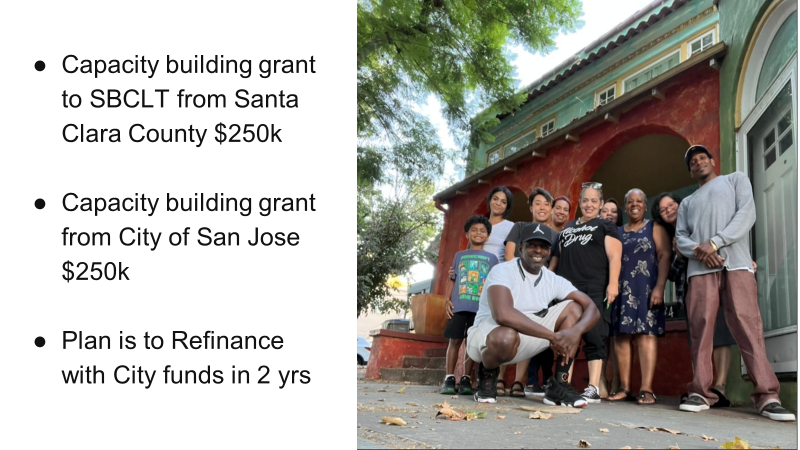 ● Capacity building grant
to SBCLT from Santa
Clara County $250k
● Capacity building grant
from City of San Jose
$250k
● Plan is to Refinance
with City funds in 2 yrs
Drug.